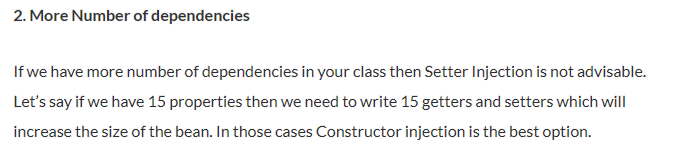 2. More Number of dependencies
If we have more number of dependencies in your class then Setter Injection is not advisable.
Let's say if we have 15 properties then we need to write 15 getters and setters which will
increase the size of the bean. In those cases Constructor injection is the best option.